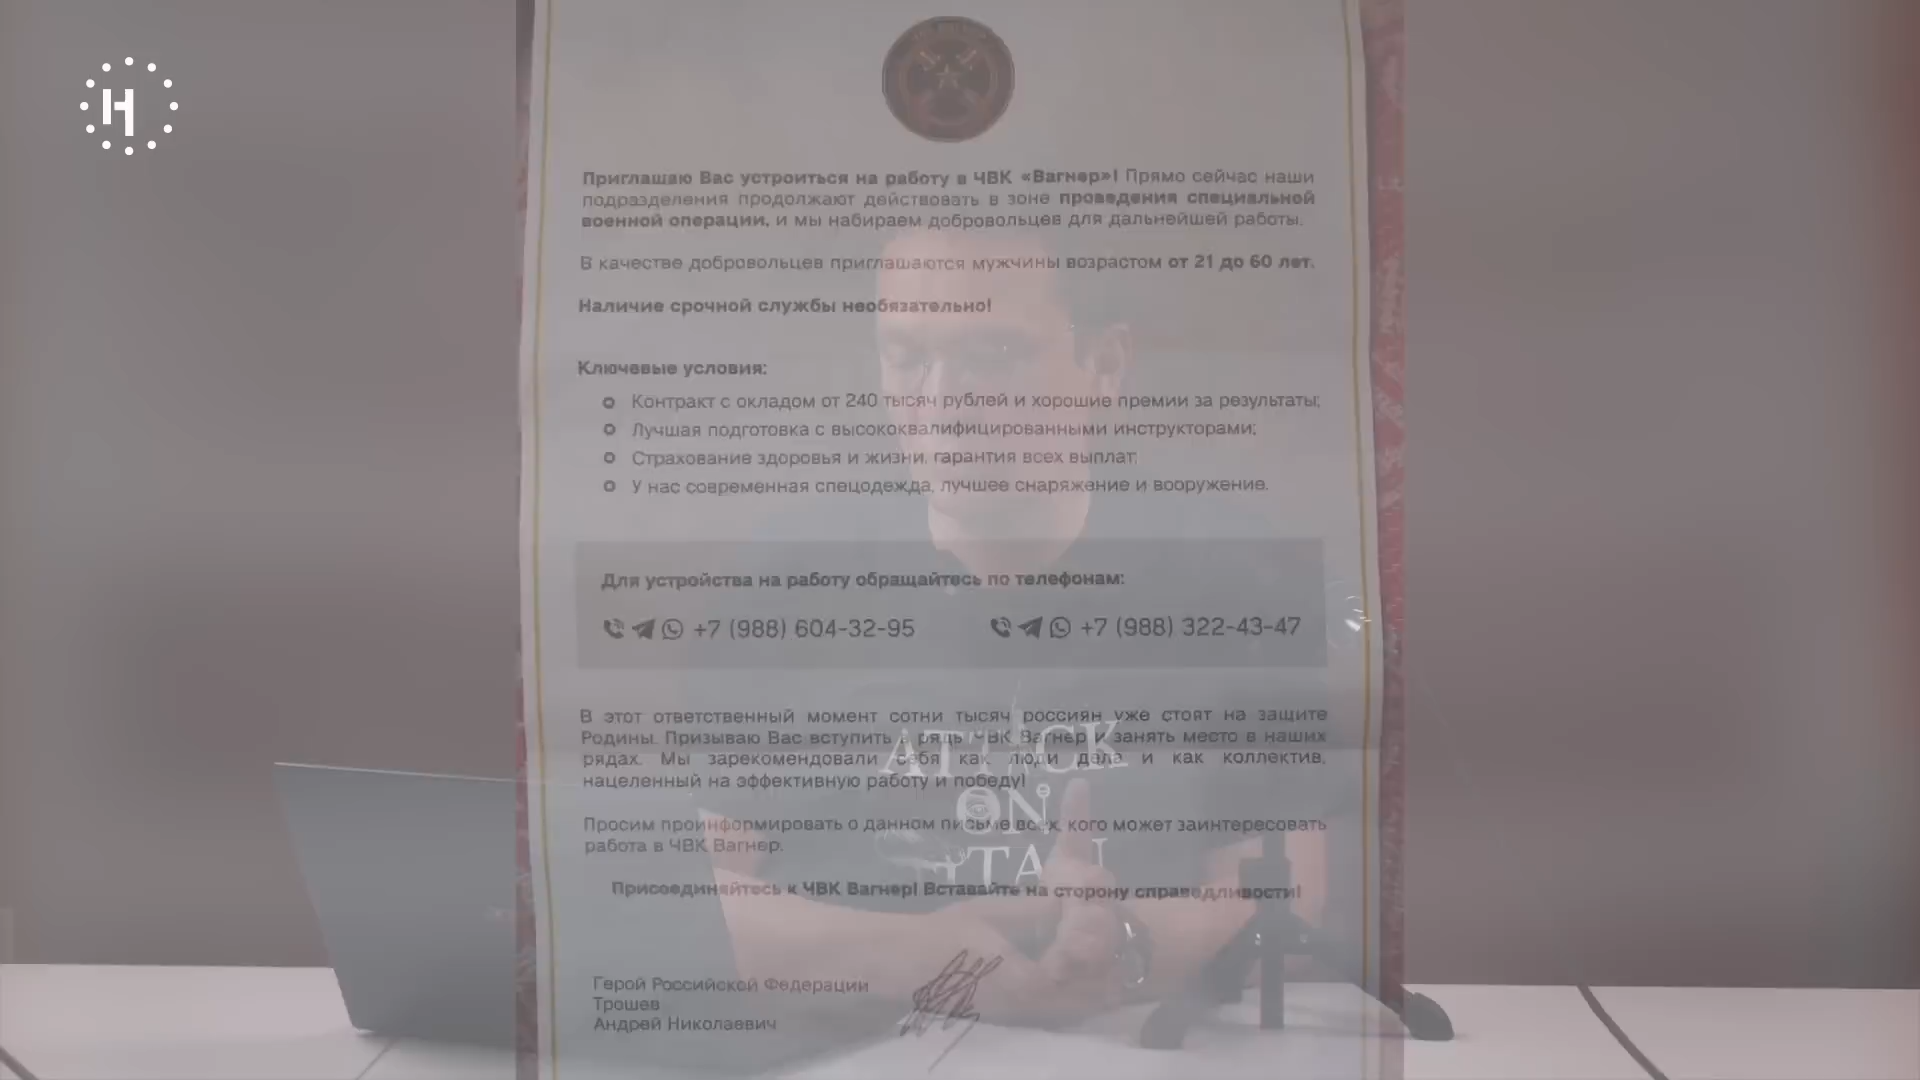 Н
Приглашаю Вас устроиться на работу в ЧВК «Вагнер»! Прямо сейчас наши
подразделения продолжают действовать в зоне проведения специальной
военной операции, и мы набираем добровольцев для дальнейшей работы.
В качестве добровольцев приглашаются мужчины возрастом от 21 до 60 лет.
Наличие срочной службы необязательно!
Ключевые условия:
Контракт с окладом от 240 тысяч рублей и хорошие премии за результаты;
Лучшая подготовка с высококвалифицированными инструкторами;
Страхование здоровья и жизни, гарантия всех выплат;
У нас современная спецодежда, лучшее снаряжение и вооружение.
Для устройства на работу обращайтесь по телефонам:
+7 (988) 604-32-95 +7 (988) 322-43-47
В этот ответственный момент сотни тысяч россиян уже стоят на защите
Родины. Призываю Вас вступить в ряды ЧВК Вагнер и занять место в наших
рядах. Мы зарекомендовали себя как люди дела и как коллектив,
нацеленный на эффективную работу и победу!
ATTACK
ON
Просим проинформировать о данном письме всех, кого может заинтересовать
работа в ЧВК Вагнер.
Присоединяйтесь к ЧВК Вагнер! Вставайте на сторону справедливости!
Герой Российской Федерации
Трошев
Андрей Николаевич